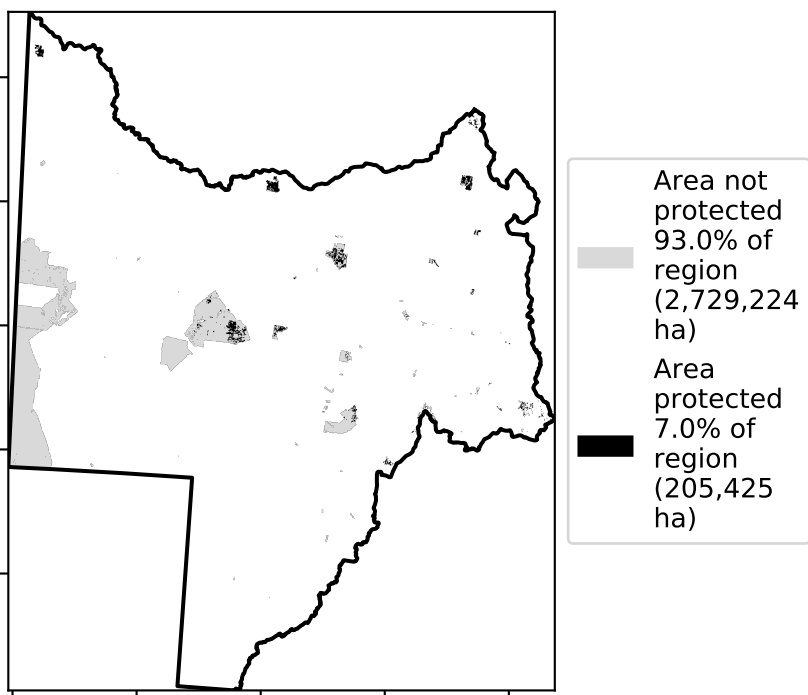 Area not
protected
93.0% of
region
(2,729,224
ha)
Area
protected
7.0% of
region
(205,425
ha)